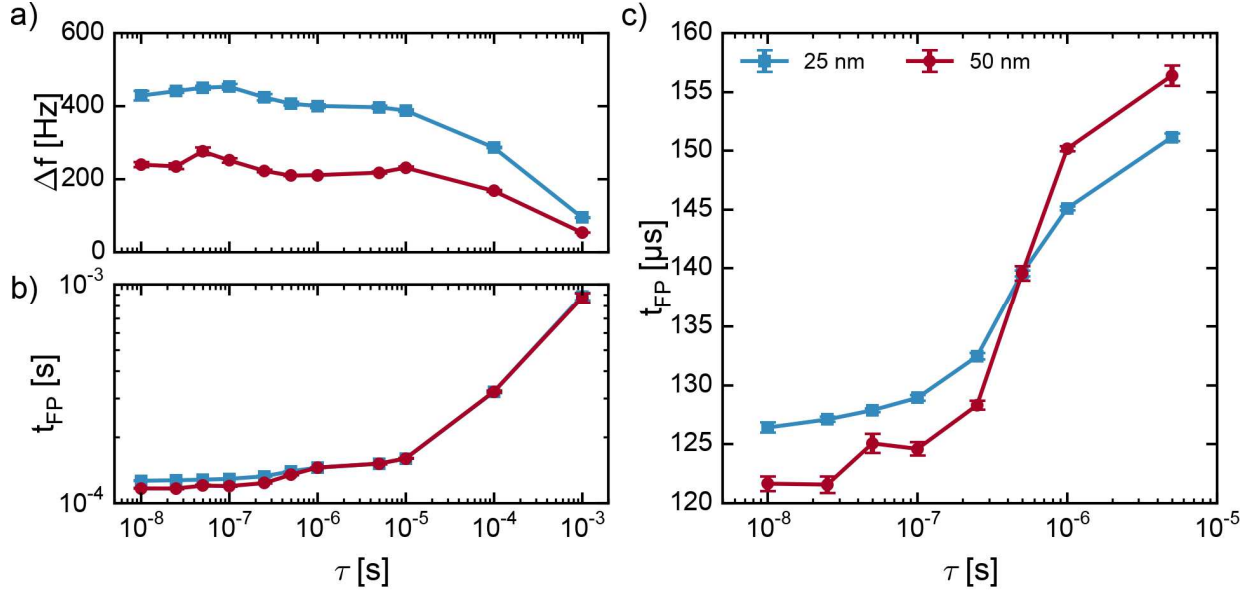 a)
600
400
200
0
Δf [Hz]
b)
10⁻³
10⁻⁴
t_FP [s]
10⁻⁸ 10⁻⁷ 10⁻⁶ 10⁻⁵ 10⁻⁴ 10⁻³
τ [s]
c)
25 nm 50 nm
160
155
150
145
140
135
130
125
120
t_FP [µs]
10⁻⁸ 10⁻⁷ 10⁻⁶ 10⁻⁵
τ [s]